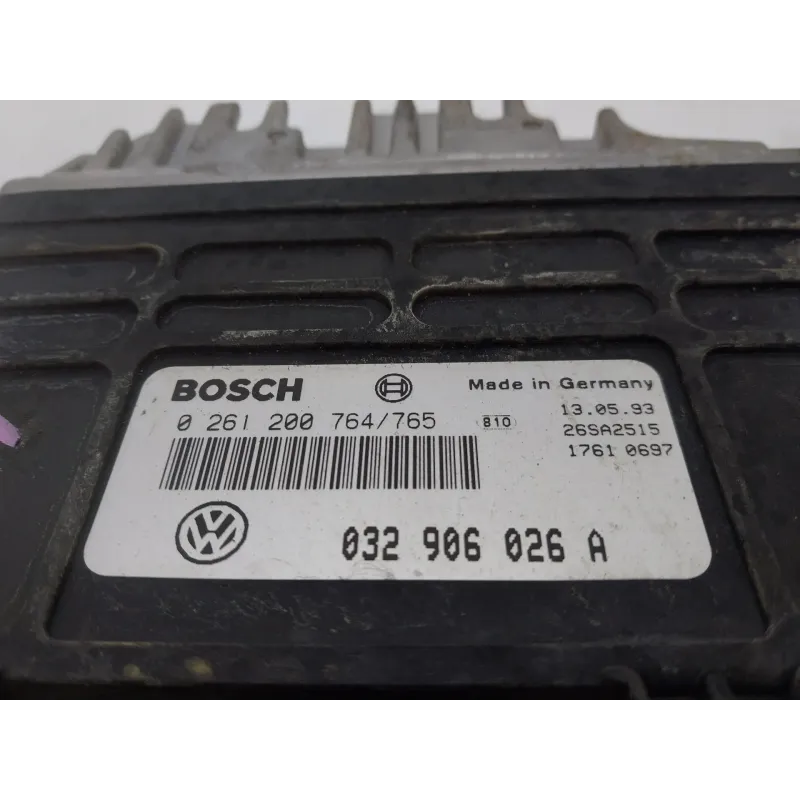 BOSCH
Made in Germany
0 261 200 764/765
810
13.05.93
26SA2515
1761 0697
VW
032 906 026 A